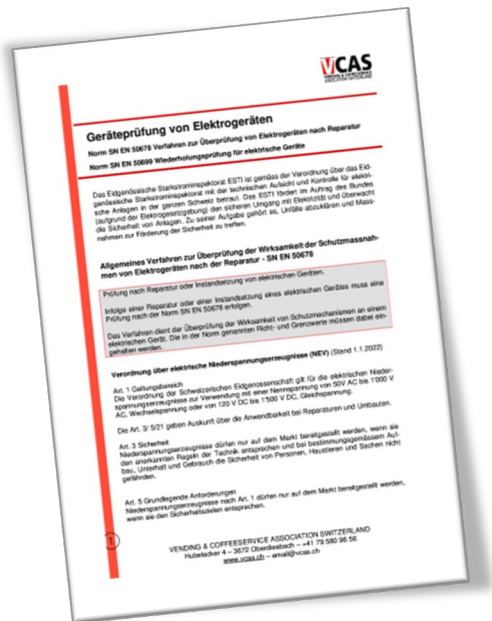 VCAS
VENDING & COFFEESERVICE
ASSOCIATION SWITZERLAND
Geräteprüfung von Elektrogeräten
Norm SN EN 50678 Verfahren zur Überprüfung von Elektrogeräten nach Reparatur
Norm SN EN 50699 Wiederholungsprüfung für elektrische Geräte
Das Eidgenössische Starkstrominspektorat ESTI ist gemäss der Verordnung über das Eid-
genössische Starkstrominspektorat mit der technischen Aufsicht und Kontrolle für elektri-
sche Anlagen in der ganzen Schweiz betraut. Das ESTI fördert im Auftrag des Bundes
(aufgrund der Elektrogesetzgebung) den sicheren Umgang mit Elektrizität und überwacht
die Sicherheit von Anlagen. Zu seiner Aufgabe gehört es, Unfälle abzuklären und Mass-
nahmen zur Förderung der Sicherheit zu treffen.
Allgemeines Verfahren zur Überprüfung der Wirksamkeit der Schutzmassnah-
men von Elektrogeräten nach der Reparatur - SN EN 50678
Prüfung nach Reparatur oder Instandsetzung von elektrischen Geräten.
Infolge einer Reparatur oder einer Instandsetzung eines elektrischen Gerätes muss eine
Prüfung nach der Norm SN EN 50678 erfolgen.
Das Verfahren dient der Überprüfung der Wirksamkeit von Schutzmechanismen an einem
elektrischen Gerät. Die in der Norm genannten Richt- und Grenzwerte müssen dabei ein-
gehalten werden.
Verordnung über elektrische Niederspannungserzeugnisse (NEV) (Stand 1.1.2022)
Art. 1 Geltungsbereich
Die Verordnung der Schweizerischen Eidgenossenschaft gilt für die elektrischen Nieder-
spannungserzeugnisse zur Verwendung mit einer Nennspannung von 50V AC bis 1'000 V
AC, Wechselspannung oder von 120 V DC bis 1'500 V DC, Gleichspannung.
Die Art. 3/ 5/21 geben Auskunft über die Anwendbarkeit bei Reparaturen und Umbauten.
Art. 3 Sicherheit
Niederspannungserzeugnisse dürfen nur auf dem Markt bereitgestellt werden, wenn sie
den anerkannten Regeln der Technik entsprechen und bei bestimmungsgemässem Auf-
bau, Unterhalt und Gebrauch die Sicherheit von Personen, Haustieren und Sachen nicht
gefährden.
Art. 5 Grundlegende Anforderungen
Niederspannungserzeugnisse nach Art. 1 dürfen nur auf dem Markt bereitgestellt werden,
wenn sie den Sicherheitszielen entsprechen.
1
VENDING & COFFEESERVICE ASSOCIATION SWITZERLAND
Hubelacker 4 – 3672 Oberdiessbach – +41 79 580 96 56
www.vcas.ch – email@vcas.ch